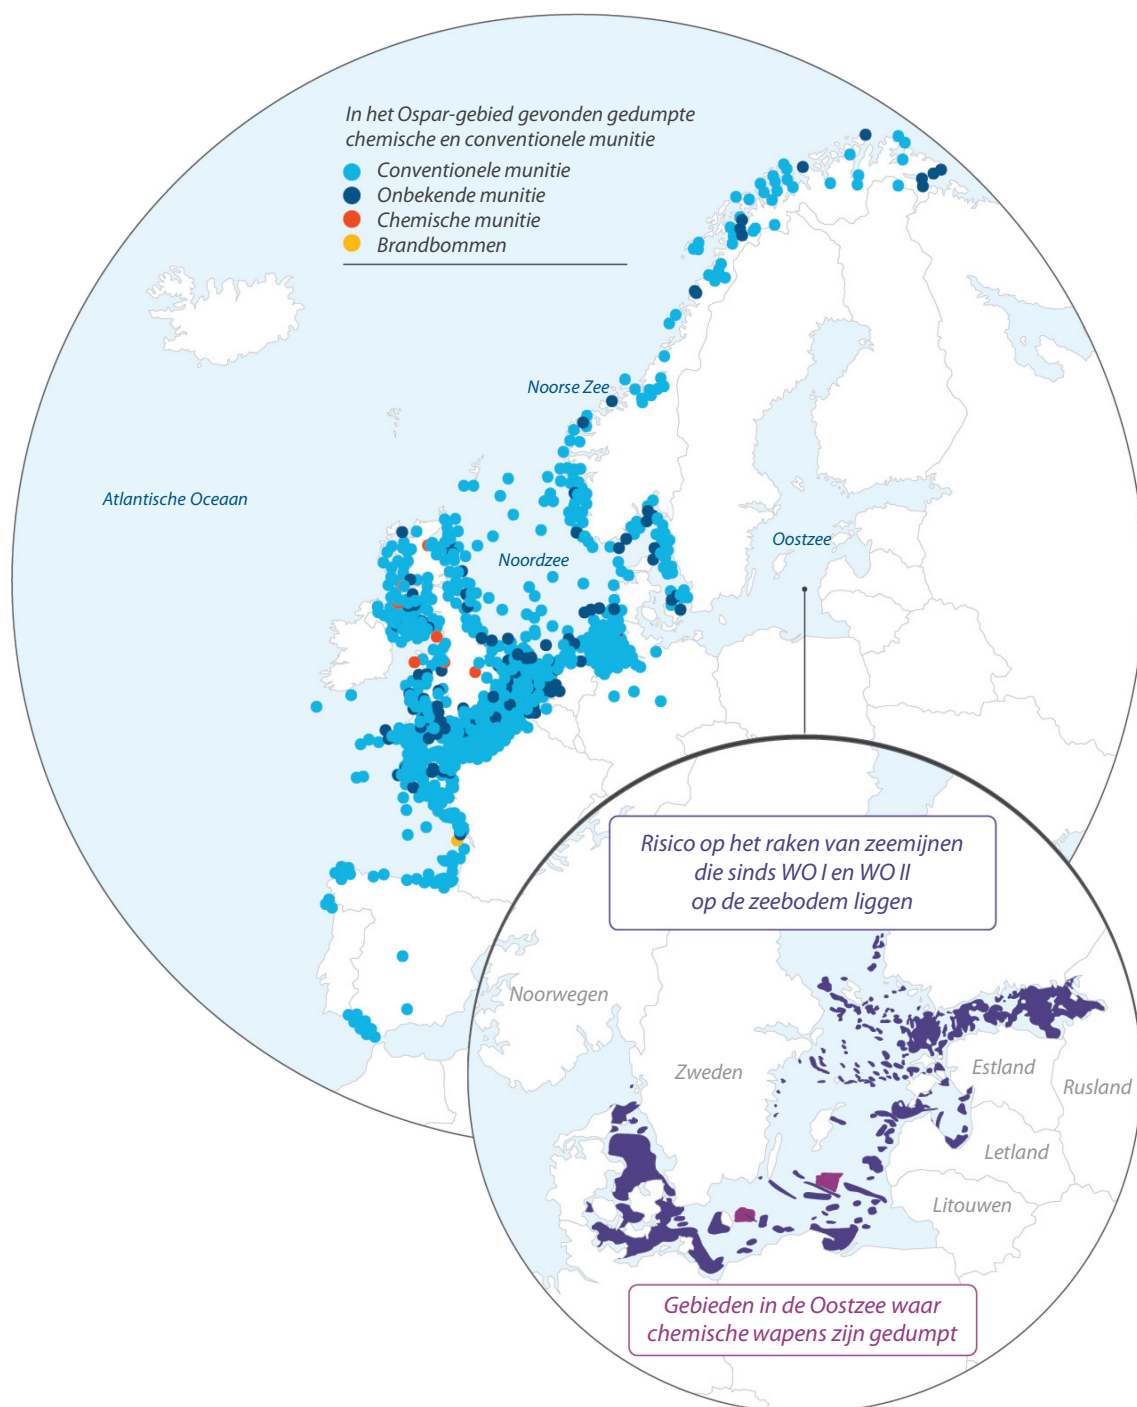 In het Ospar-gebied gevonden gedumpte
chemische en conventionele munitie
Conventionele munitie
Onbekende munitie
Chemische munitie
Brandbommen
Noorse Zee
Atlantische Oceaan
Noordzee
Oostzee
Risico op het raken van zeemijnen
die sinds WO I en WO II
op de zeebodem liggen
Noorwegen
Zweden
Estland
Rusland
Letland
Litouwen
Gebieden in de Oostzee waar
chemische wapens zijn gedumpt